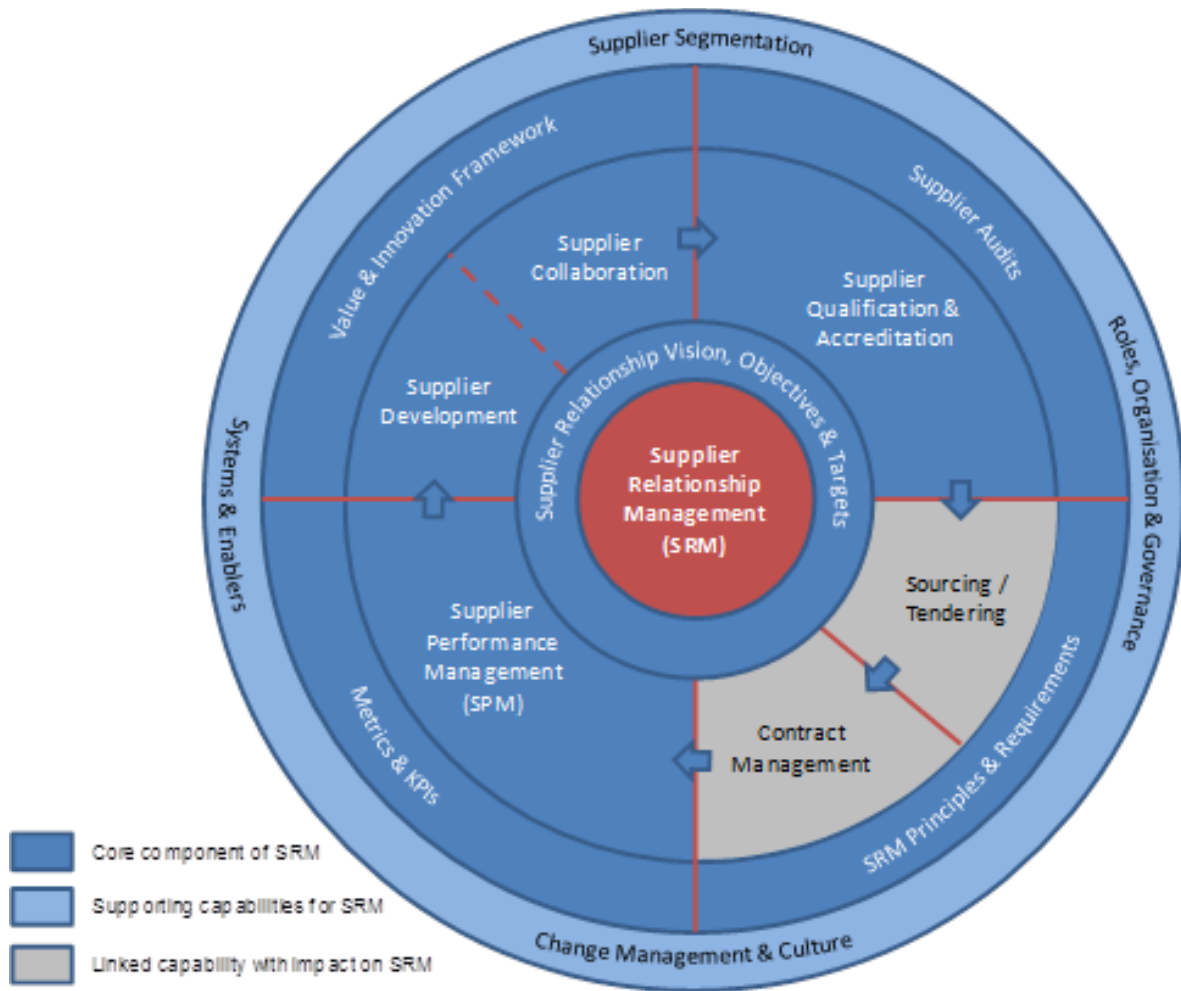 Supplier Segmentation
Value & Innovation Framework
Supplier Audits
Supplier
Collaboration
Supplier
Qualification &
Accreditation
Roles, Organisation & Governance
Supplier Relationship Vision, Objectives & Targets
Supplier
Development
Supplier
Relationship
Management
(SRM)
Systems & Enablers
Sourcing /
Tendering
Supplier
Performance
Management
(SPM)
Contract
Management
Metrics & KPIs
SRM Principles & Requirements
Change Management & Culture
Core component of SRM
Supporting capabilities for SRM
Linked capability with impact on SRM